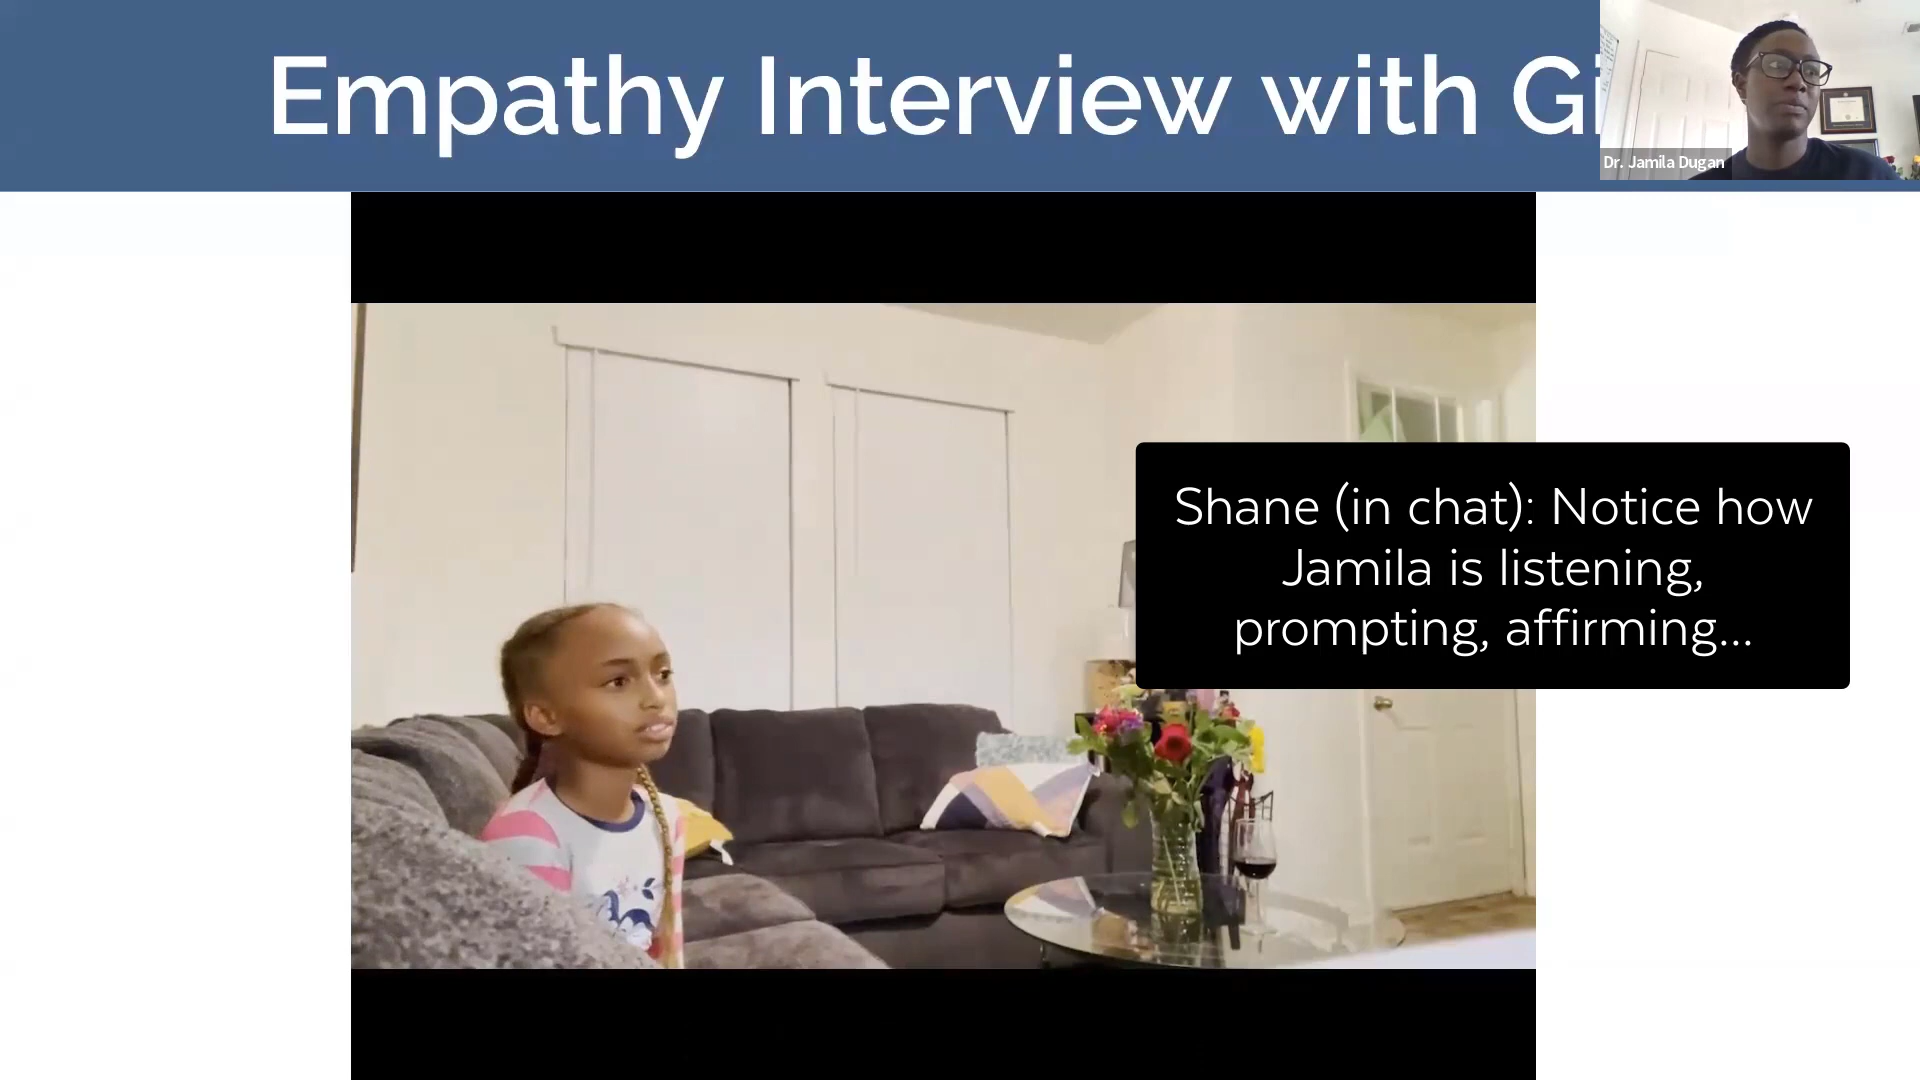 Empathy Interview with Gi
Dr. Jamila Dugan
Shane (in chat): Notice how
Jamila is listening,
prompting, affirming...